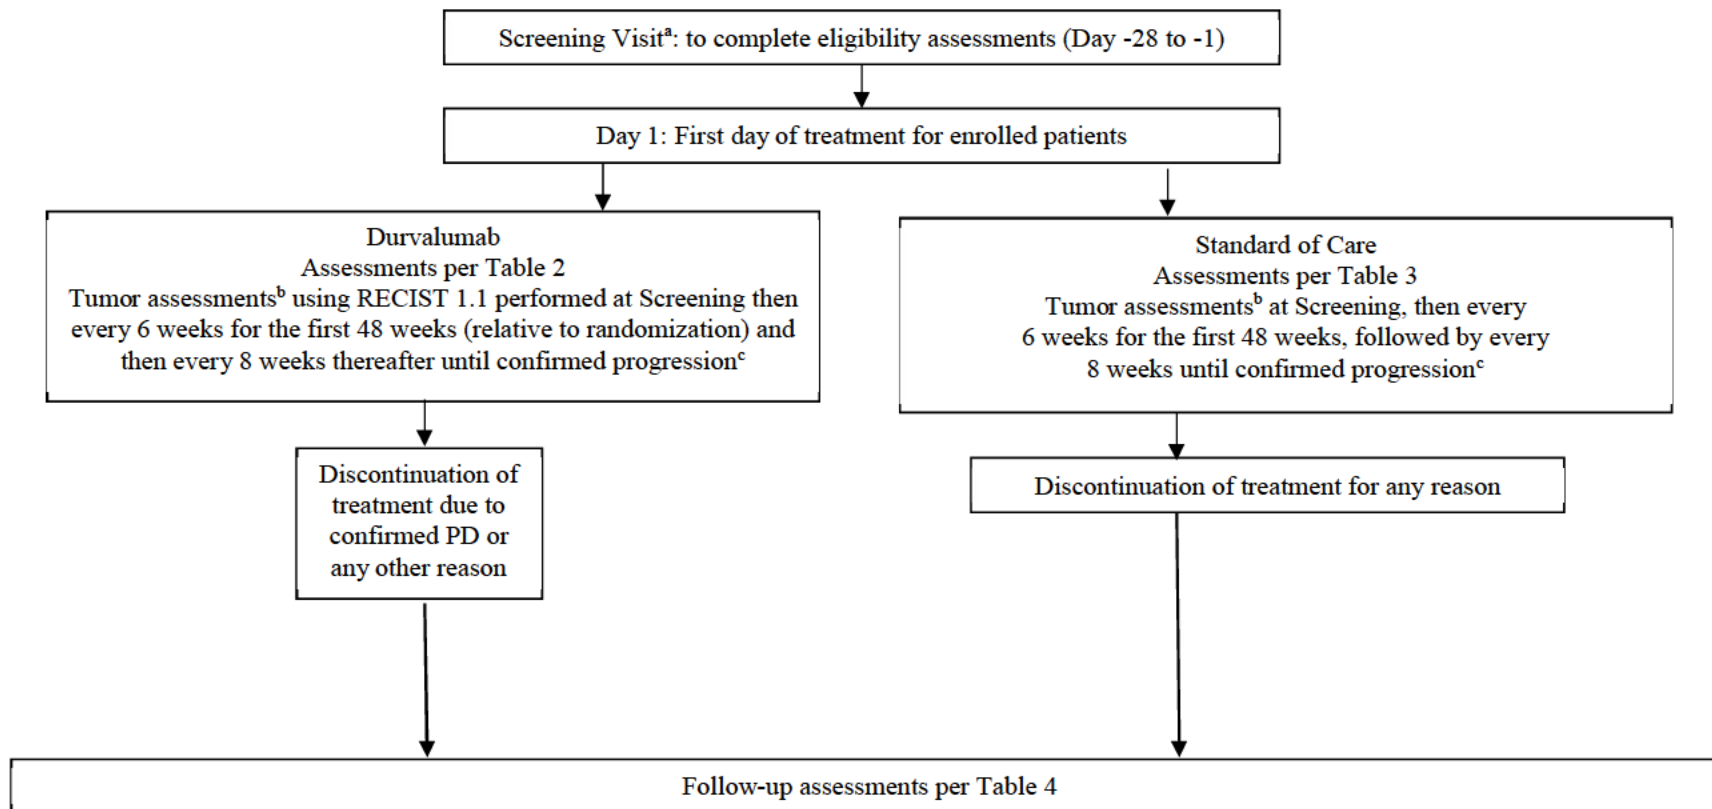 Screening Visitᵃ: to complete eligibility assessments (Day -28 to -1)
Day 1: First day of treatment for enrolled patients
Durvalumab
Assessments per Table 2
Tumor assessmentsᵇ using RECIST 1.1 performed at Screening then
every 6 weeks for the first 48 weeks (relative to randomization) and
then every 8 weeks thereafter until confirmed progressionᶜ
Standard of Care
Assessments per Table 3
Tumor assessmentsᵇ at Screening, then every
6 weeks for the first 48 weeks, followed by every
8 weeks until confirmed progressionᶜ
Discontinuation of
treatment due to
confirmed PD or
any other reason
Discontinuation of treatment for any reason
Follow-up assessments per Table 4